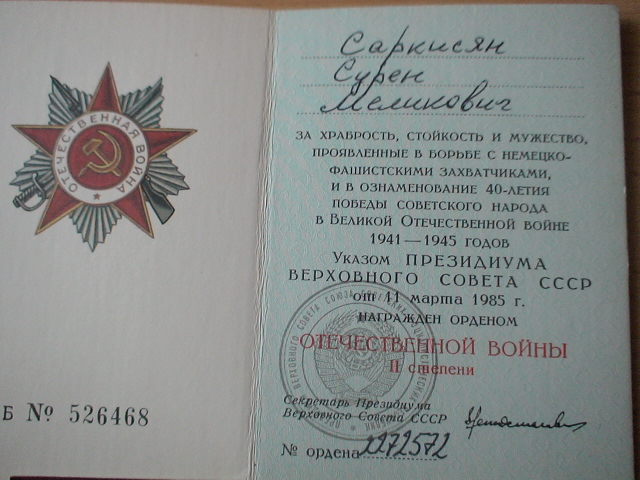 ОТЕЧЕСТВЕННАЯ ВОЙНА
Б № 526468
Саркисян
Сурен
Меликович
ЗА ХРАБРОСТЬ, СТОЙКОСТЬ И МУЖЕСТВО,
ПРОЯВЛЕННЫЕ В БОРЬБЕ С НЕМЕЦКО-
ФАШИСТСКИМИ ЗАХВАТЧИКАМИ,
И В ОЗНАМЕНОВАНИЕ 40-ЛЕТИЯ
ПОБЕДЫ СОВЕТСКОГО НАРОДА
В ВЕЛИКОЙ ОТЕЧЕСТВЕННОЙ ВОЙНЕ
1941—1945 ГОДОВ
УКАЗОМ ПРЕЗИДИУМА
ВЕРХОВНОГО СОВЕТА СССР
от 11 марта 1985 г.
НАГРАЖДЕН ОРДЕНОМ
ОТЕЧЕСТВЕННОЙ ВОЙНЫ
II степени
Секретарь Президиума
Верховного Совета СССР
№ ордена 2272572